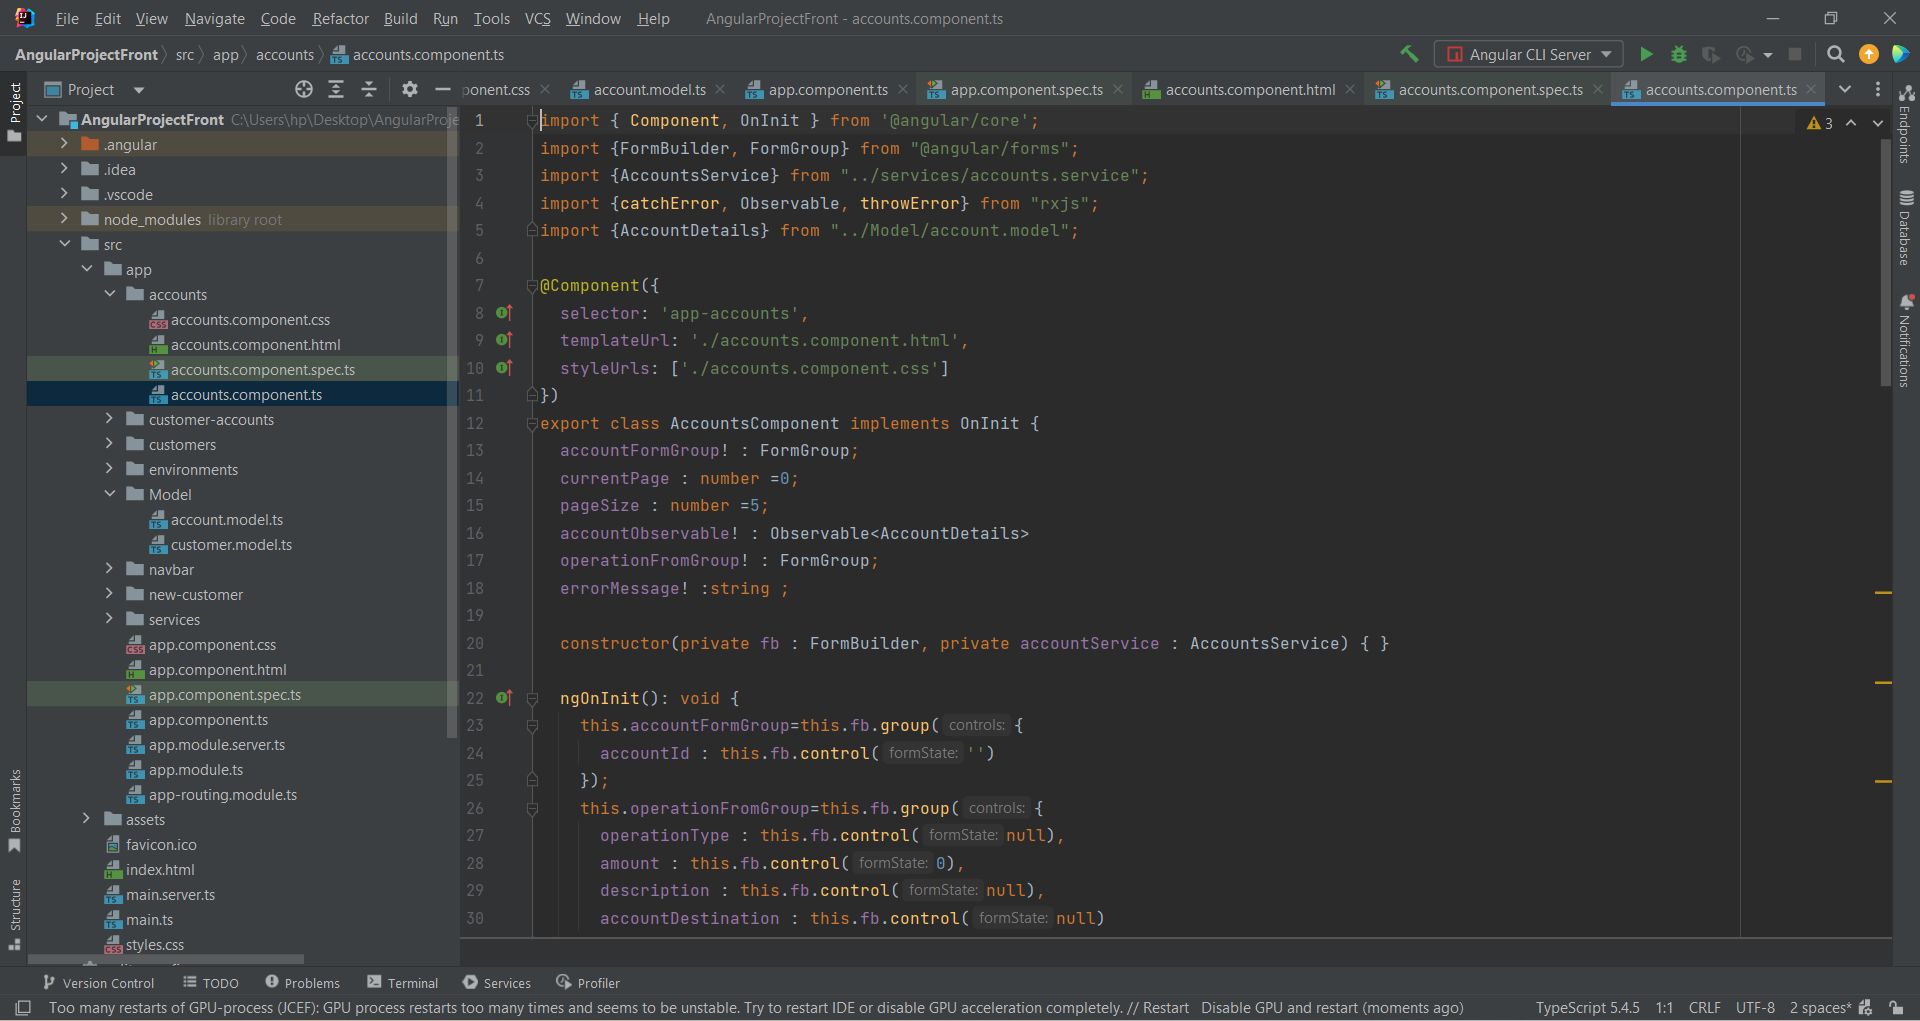 File Edit View Navigate Code Refactor Build Run Tools VCS Window Help AngularProjectFront - accounts.component.ts
AngularProjectFront src app accounts accounts.component.ts Angular CLI Server
Project
Project
ponent.css account.model.ts app.component.ts app.component.spec.ts accounts.component.html accounts.component.spec.ts accounts.component.ts
AngularProjectFront C:\Users\hp\Desktop\AngularProje
.angular
.idea
.vscode
node_modules library root
src
app
accounts
accounts.component.css
accounts.component.html
accounts.component.spec.ts
accounts.component.ts
customer-accounts
customers
environments
Model
account.model.ts
customer.model.ts
navbar
new-customer
services
app.component.css
app.component.html
app.component.spec.ts
app.component.ts
app.module.server.ts
app.module.ts
app-routing.module.ts
assets
favicon.ico
index.html
main.server.ts
main.ts
styles.css
Bookmarks
Structure
1 import { Component, OnInit } from '@angular/core';
2 import {FormBuilder, FormGroup} from "@angular/forms";
3 import {AccountsService} from "../services/accounts.service";
4 import {catchError, Observable, throwError} from "rxjs";
5 import {AccountDetails} from "../Model/account.model";
6
7 @Component({
8 selector: 'app-accounts',
9 templateUrl: './accounts.component.html',
10 styleUrls: ['./accounts.component.css']
11 })
12 export class AccountsComponent implements OnInit {
13 accountFormGroup! : FormGroup;
14 currentPage : number =0;
15 pageSize : number =5;
16 accountObservable! : Observable<AccountDetails>
17 operationFromGroup! : FormGroup;
18 errorMessage! :string ;
19
20 constructor(private fb : FormBuilder, private accountService : AccountsService) { }
21
22 ngOnInit(): void {
23 this.accountFormGroup=this.fb.group( controls: {
24 accountId : this.fb.control( formState: '')
25 });
26 this.operationFromGroup=this.fb.group( controls: {
27 operationType : this.fb.control( formState: null),
28 amount : this.fb.control( formState: 0),
29 description : this.fb.control( formState: null),
30 accountDestination : this.fb.control( formState: null)
3
Endpoints
Database
Notifications
Version Control TODO Problems Terminal Services Profiler
Too many restarts of GPU-process (JCEF): GPU process restarts too many times and seems to be unstable. Try to restart IDE or disable GPU acceleration completely. // Restart Disable GPU and restart (moments ago) TypeScript 5.4.5 1:1 CRLF UTF-8 2 spaces*